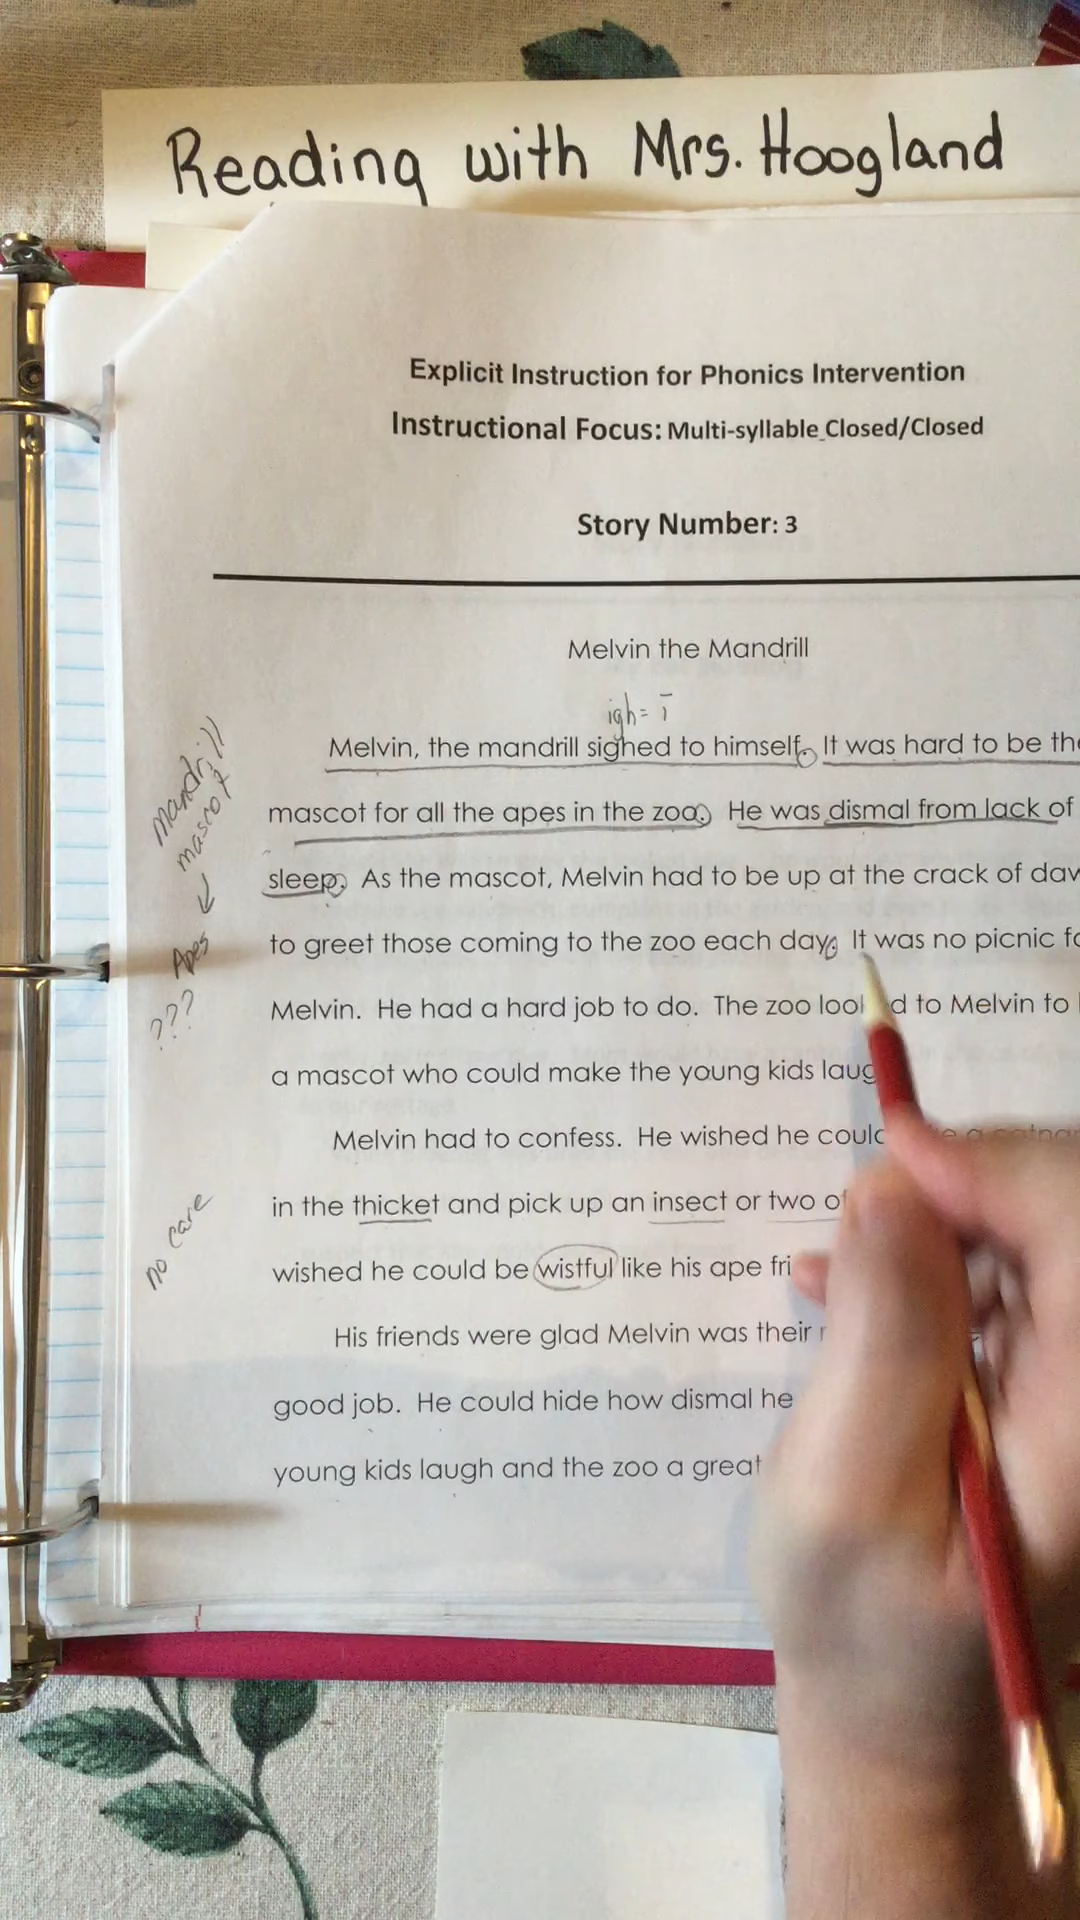 Reading with Mrs. Hoogland
Explicit Instruction for Phonics Intervention
Instructional Focus: Multi-syllable Closed/Closed
Story Number: 3
Melvin the Mandrill
igh = ī
Melvin, the mandrill sighed to himself. It was hard to be the
mascot for all the apes in the zoo. He was dismal from lack of
sleep. As the mascot, Melvin had to be up at the crack of
to greet those coming to the zoo each day. It was no picnic
Melvin. He had a hard job to do. The zoo to Melvin to
a mascot who could make the young kids
Melvin had to confess. He wished he
in the thicket and pick up an insect or two
wished he could be wistful like his ape
His friends were glad Melvin was their
good job. He could hide how dismal he
young kids laugh and the zoo a great
Mandrill
mascot
↓
Apes
???
no care